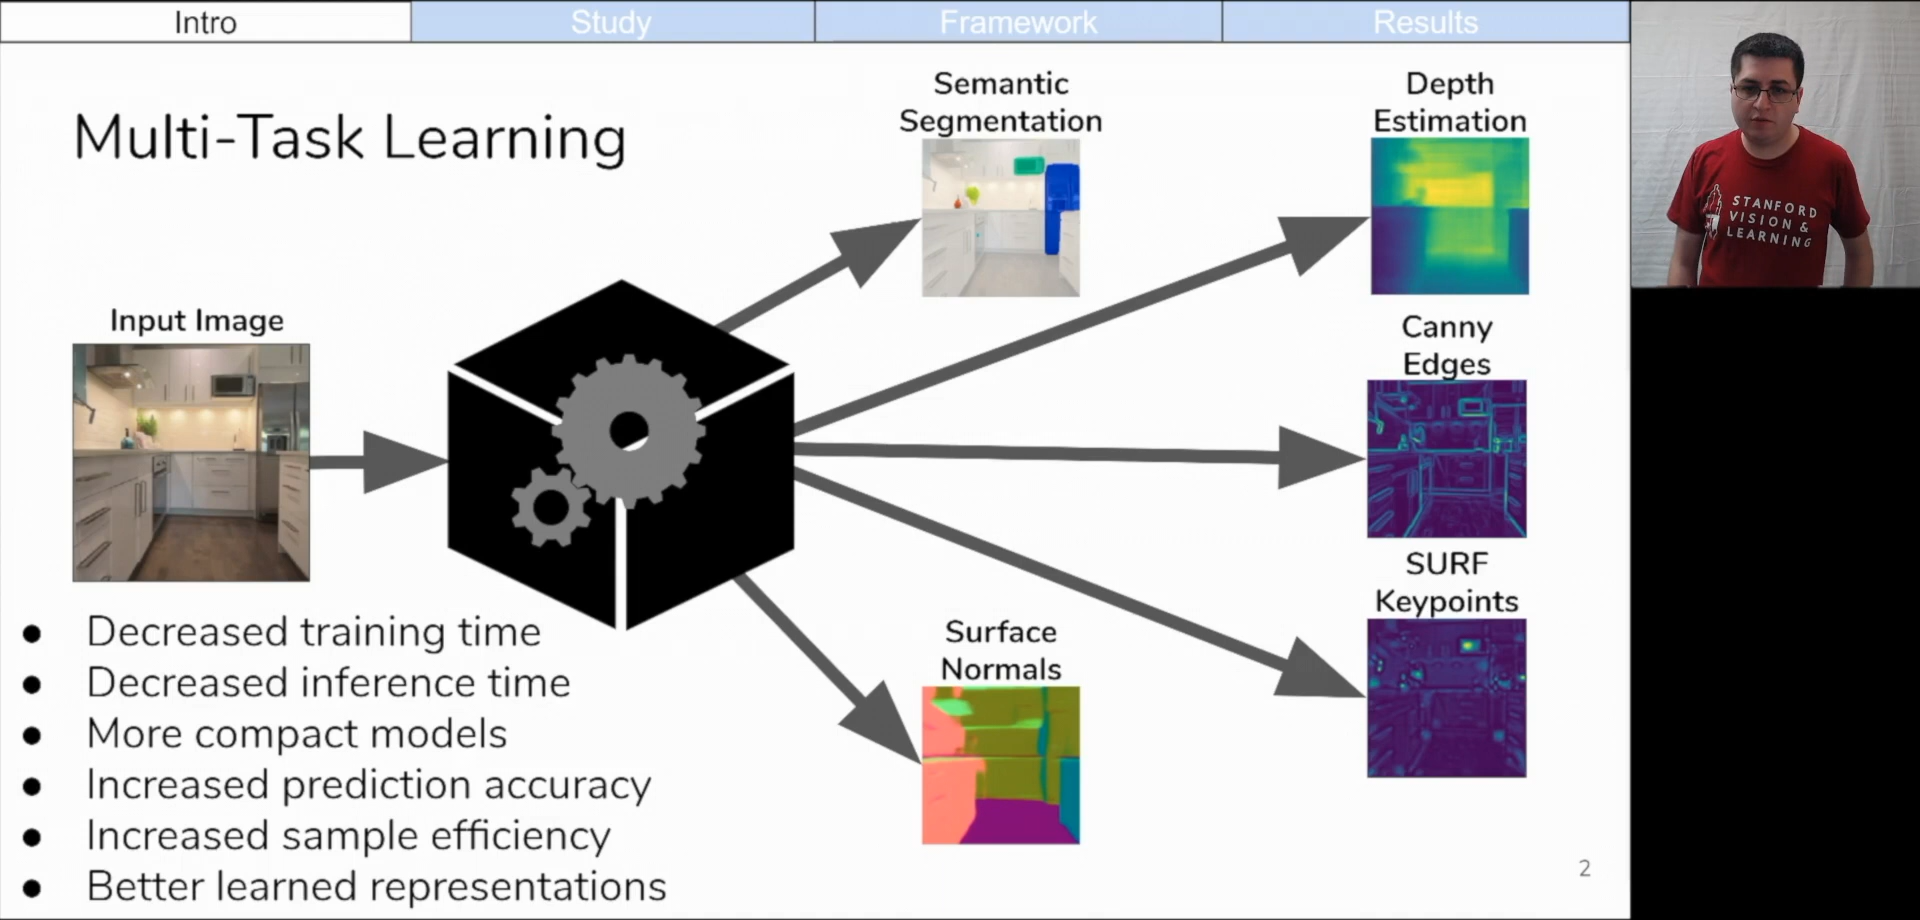 Intro
Study
Framework
Results
Multi-Task Learning
Semantic
Segmentation
Depth
Estimation
STANFORD
VISION &
LEARNING
Input Image
Canny
Edges
SURF
Keypoints
Surface
Normals
● Decreased training time
● Decreased inference time
● More compact models
● Increased prediction accuracy
● Increased sample efficiency
● Better learned representations
2